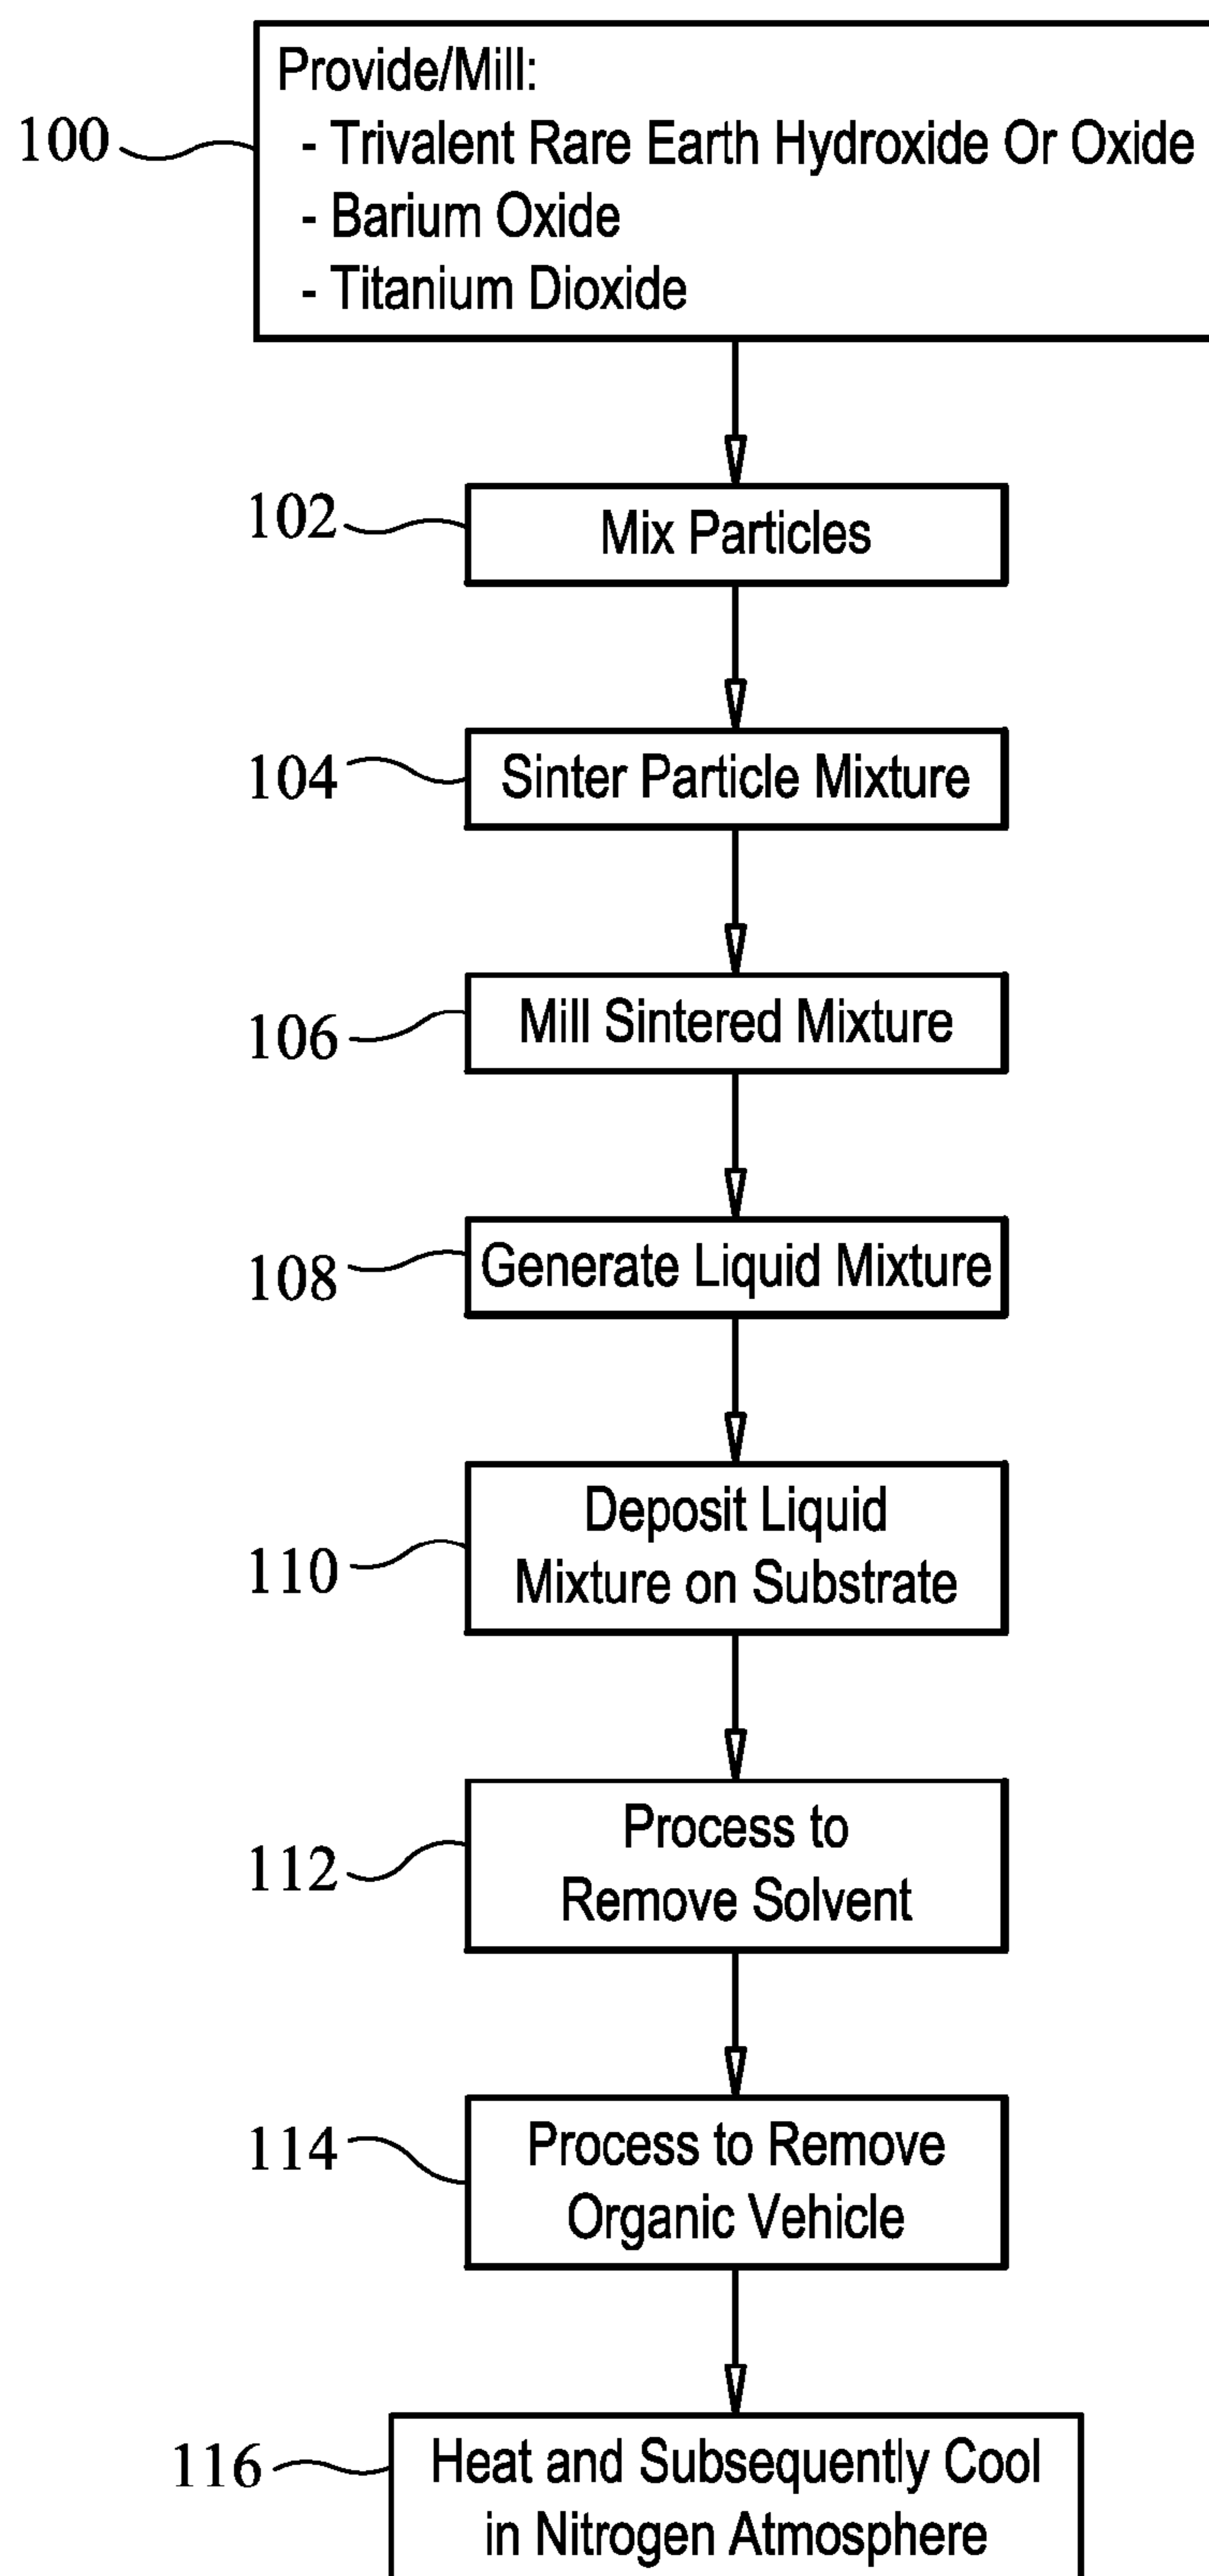 Provide/Mill:
100
- Trivalent Rare Earth Hydroxide Or Oxide
- Barium Oxide
- Titanium Dioxide
102
Mix Particles
104
Sinter Particle Mixture
106
Mill Sintered Mixture
108
Generate Liquid Mixture
110
Deposit Liquid
Mixture on Substrate
112
Process to
Remove Solvent
114
Process to Remove
Organic Vehicle
116
Heat and Subsequently Cool
in Nitrogen Atmosphere